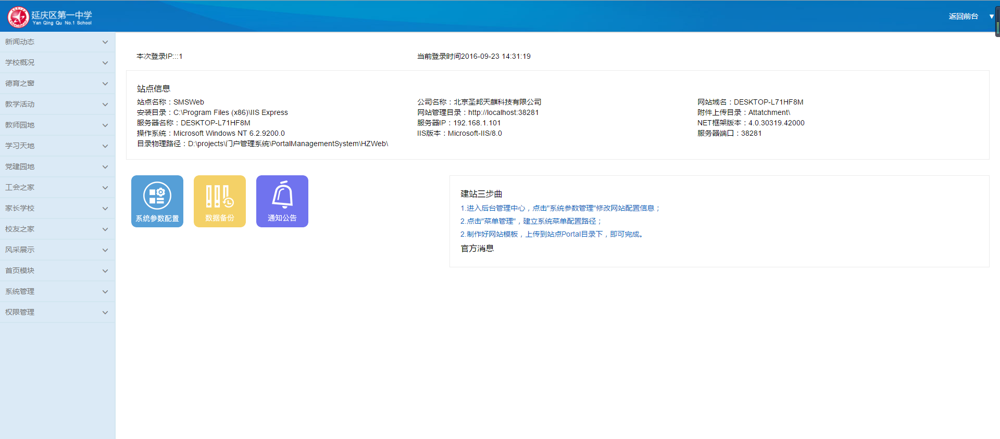 延庆区第一中学
Yan Qing Qu No.1 School
返回前台 ▼
新闻动态
学校概况
德育之窗
教学活动
教师园地
学习天地
党建园地
工会之家
家长学校
校友之家
风采展示
首页模块
系统管理
权限管理
本次登录IP:::1
当前登录时间2016-09-23 14:31:19
站点信息
站点名称：SMSWeb
公司名称：北京圣邦天麒科技有限公司
网站域名：DESKTOP-L71HF8M
安装目录：C:\Program Files (x86)\IIS Express
网站管理目录：http://localhost:38281
附件上传目录：Attatchment\
服务器名称：DESKTOP-L71HF8M
服务器IP：192.168.1.101
NET框架版本：4.0.30319.42000
操作系统：Microsoft Windows NT 6.2.9200.0
IIS版本：Microsoft-IIS/8.0
服务器端口：38281
目录物理路径：D:\projects\门户管理系统\PortalManagementSystem\HZWeb\
系统参数配置
数据备份
通知公告
建站三步曲
1.进入后台管理中心，点击"系统参数管理"修改网站配置信息；
2.点击"菜单管理"，建立系统菜单配置路径；
2.制作好网站模板，上传到站点Portal目录下，即可完成。
官方消息